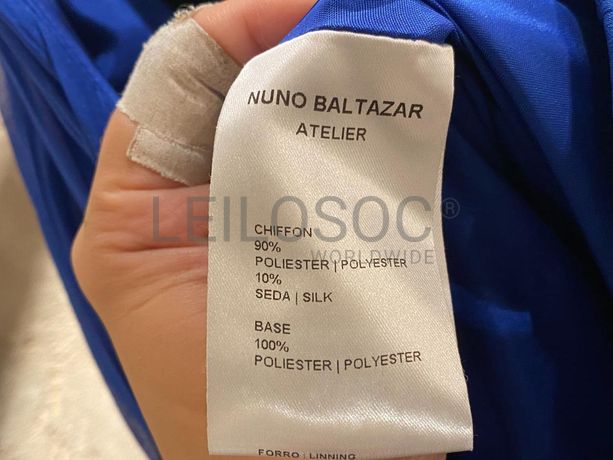 NUNO BALTAZAR
ATELIER
LEILOSOC®
WORLDWIDE
CHIFFON
90%
POLIESTER | POLYESTER
10%
SEDA | SILK
BASE
100%
POLIESTER | POLYESTER
FORRO | LINNING